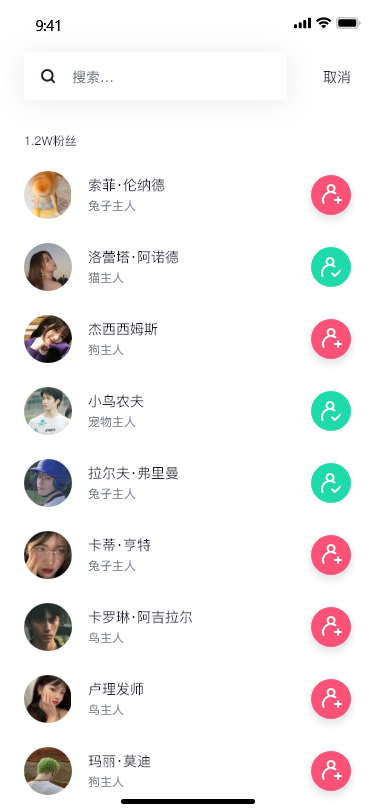 9:41
搜索...
取消
1.2W粉丝
索菲·伦纳德
兔子主人
洛蕾塔·阿诺德
猫主人
杰西西姆斯
狗主人
小鸟农夫
宠物主人
拉尔夫·弗里曼
兔子主人
卡蒂·亨特
兔子主人
卡罗琳·阿吉拉尔
鸟主人
卢理发师
鸟主人
玛丽·莫迪
狗主人